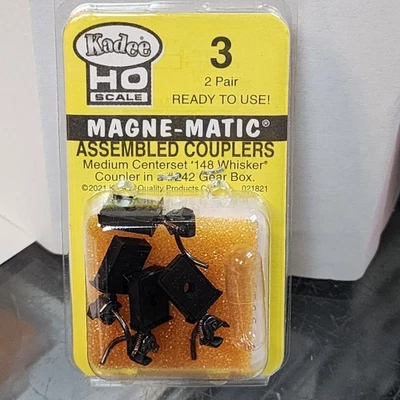 Kadee®
HO
SCALE
3
2 Pair
READY TO USE!
MAGNE-MATIC®
ASSEMBLED COUPLERS
Medium Centerset "148 Whisker"
Coupler in a #242 Gear Box.
©2021 Quality Products 021821